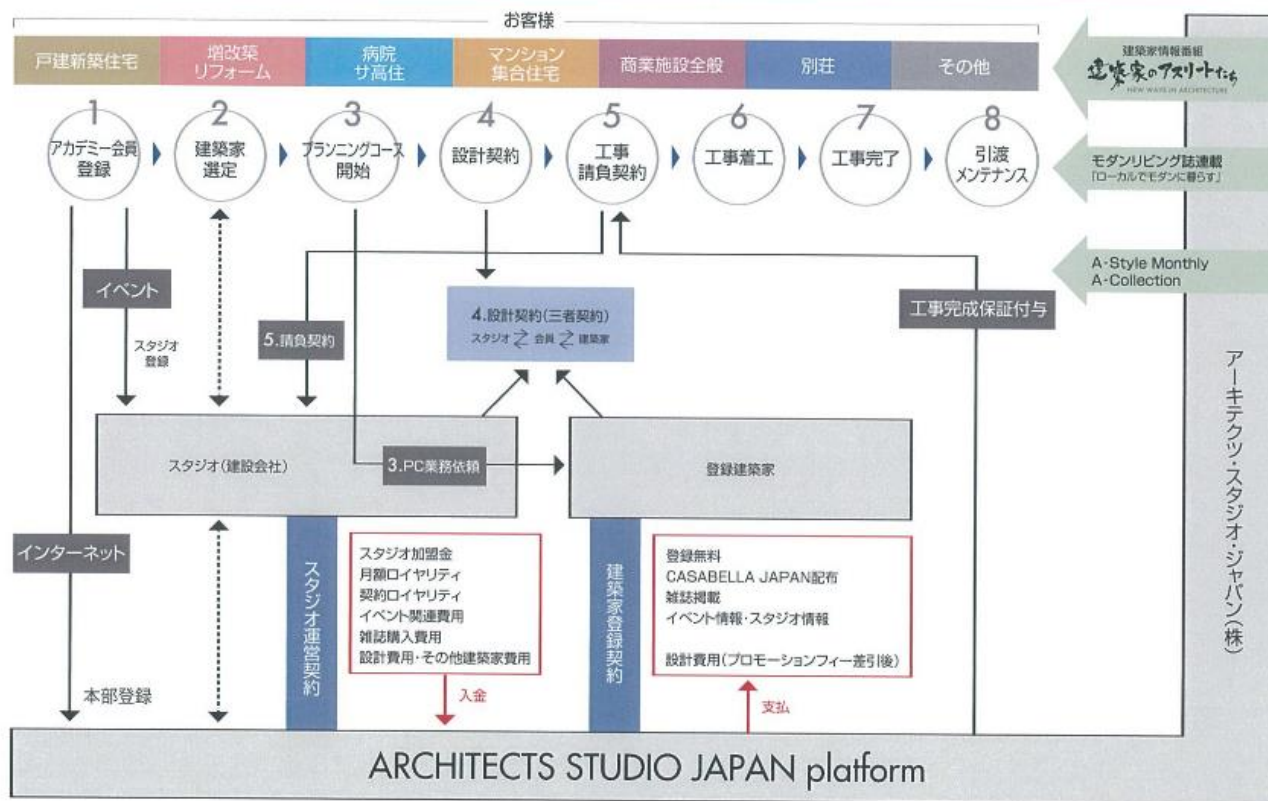 お客様
戸建新築住宅
増改築
リフォーム
病院
サ高住
マンション
集合住宅
商業施設全般
別荘
その他
建築家情報番組
建築家のアスリートたち
NEW WAYS IN ARCHITECTURE
1
アカデミー会員
登録
2
建築家
選定
3
プランニングコース
開始
4
設計契約
5
工事
請負契約
6
工事着工
7
工事完了
8
引渡
メンテナンス
モダンリビング誌連載
「ローカルでモダンに暮らす」
A-Style Monthly
A-Collection
イベント
スタジオ
登録
5.請負契約
4.設計契約(三者契約)
スタジオ ⇄ 会員 ⇄ 建築家
工事完成保証付与
アーキテクツ・スタジオ・ジャパン(株)
スタジオ(建設会社)
3.PC業務依頼
登録建築家
インターネット
スタジオ運営契約
スタジオ加盟金
月額ロイヤリティ
契約ロイヤリティ
イベント関連費用
雑誌購入費用
設計費用・その他建築家費用
入金
建築家登録契約
登録無料
CASABELLA JAPAN配布
雑誌掲載
イベント情報・スタジオ情報
設計費用(プロモーションフィー差引後)
支払
本部登録
ARCHITECTS STUDIO JAPAN platform